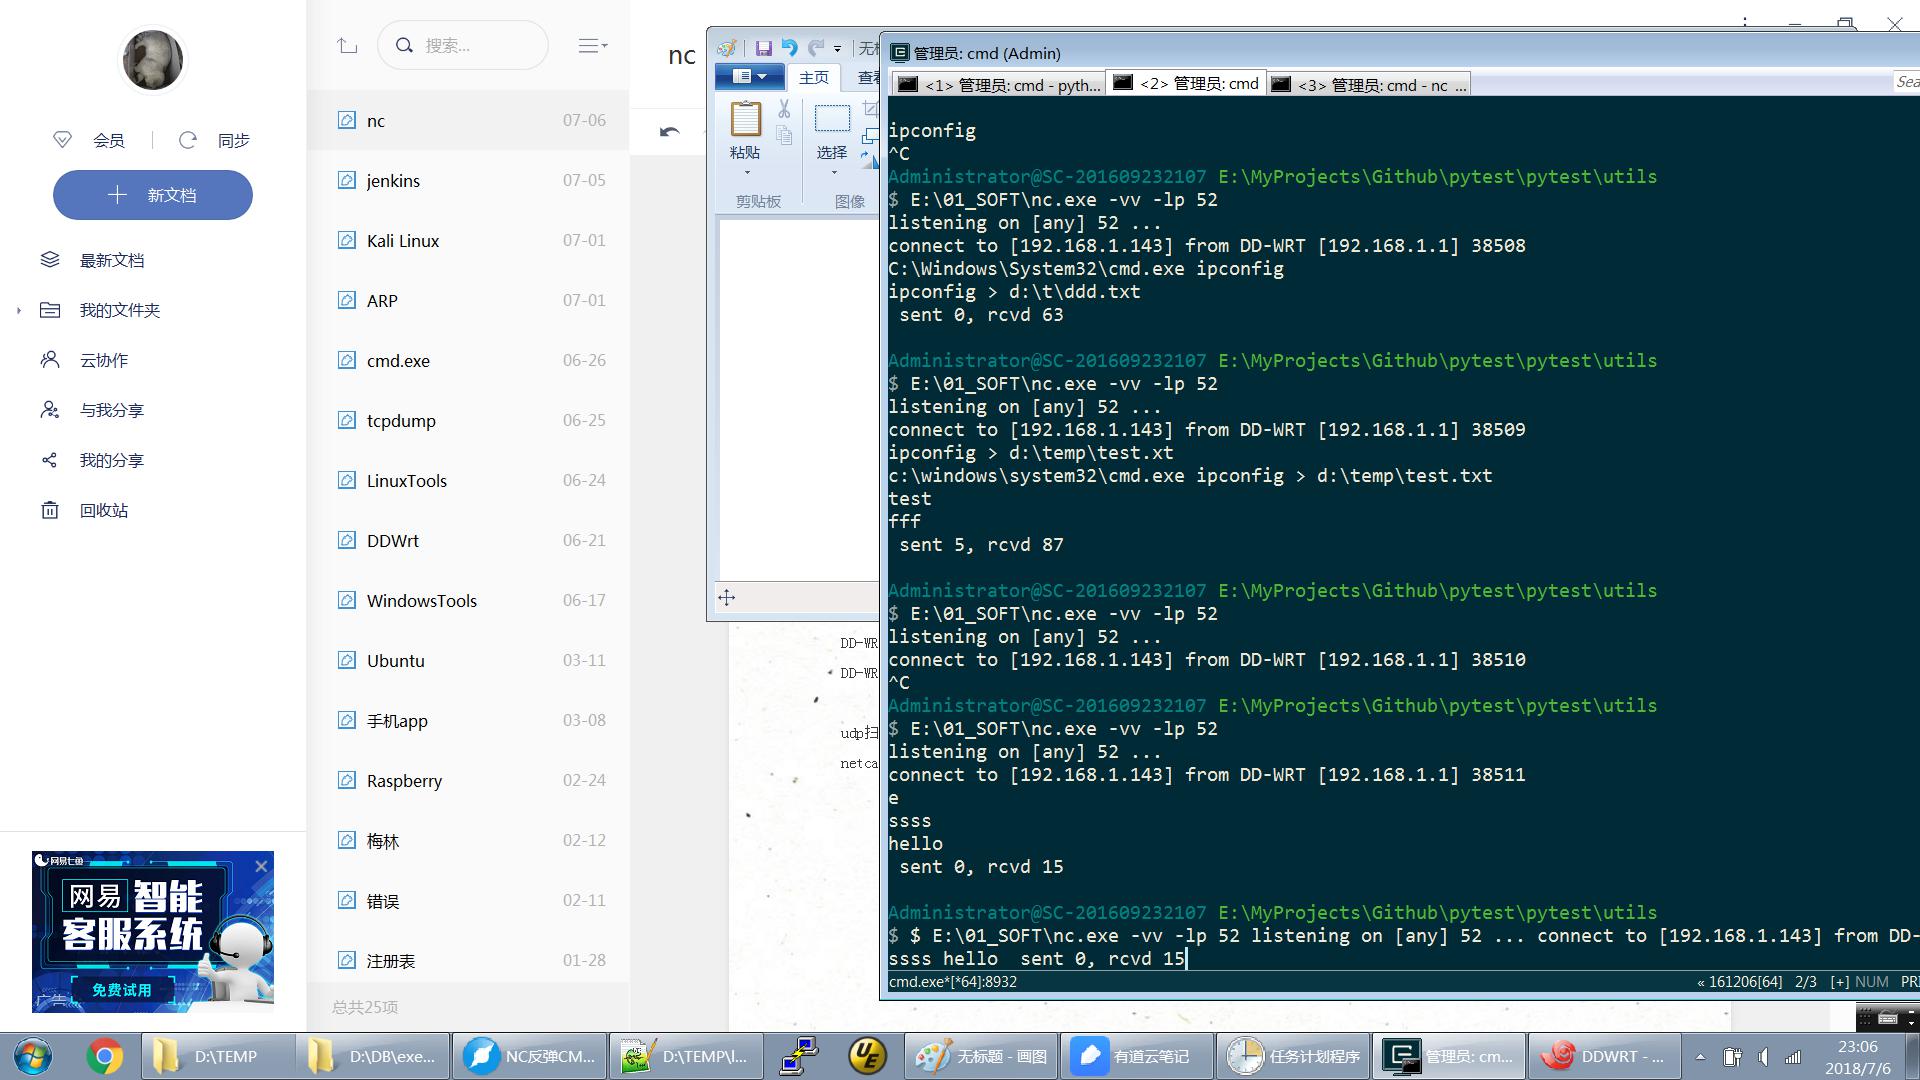 会员
同步
新文档
最新文档
我的文件夹
云协作
与我分享
我的分享
回收站
网易七鱼
网易 智能
客服系统
免费试用
广告
搜索...
nc 07-06
jenkins 07-05
Kali Linux 07-01
ARP 07-01
cmd.exe 06-26
tcpdump 06-25
LinuxTools 06-24
DDWrt 06-21
WindowsTools 06-17
Ubuntu 03-11
手机app 03-08
Raspberry 02-24
梅林 02-12
错误 02-11
注册表 01-28
总共25项
nc
主页
粘贴
选择
剪贴板
图像
DD-WR
DD-WR
udp扫
netca
管理员: cmd (Admin)
<1> 管理员: cmd - pyth...
<2> 管理员: cmd
<3> 管理员: cmd - nc ...
Sea
ipconfig
^C
Administrator@SC-201609232107 E:\MyProjects\Github\pytest\pytest\utils
$ E:\01_SOFT\nc.exe -vv -lp 52
listening on [any] 52 ...
connect to [192.168.1.143] from DD-WRT [192.168.1.1] 38508
C:\Windows\System32\cmd.exe ipconfig
ipconfig > d:\t\ddd.txt
sent 0, rcvd 63
Administrator@SC-201609232107 E:\MyProjects\Github\pytest\pytest\utils
$ E:\01_SOFT\nc.exe -vv -lp 52
listening on [any] 52 ...
connect to [192.168.1.143] from DD-WRT [192.168.1.1] 38509
ipconfig > d:\temp\test.xt
c:\windows\system32\cmd.exe ipconfig > d:\temp\test.txt
test
fff
sent 5, rcvd 87
Administrator@SC-201609232107 E:\MyProjects\Github\pytest\pytest\utils
$ E:\01_SOFT\nc.exe -vv -lp 52
listening on [any] 52 ...
connect to [192.168.1.143] from DD-WRT [192.168.1.1] 38510
^C
Administrator@SC-201609232107 E:\MyProjects\Github\pytest\pytest\utils
$ E:\01_SOFT\nc.exe -vv -lp 52
listening on [any] 52 ...
connect to [192.168.1.143] from DD-WRT [192.168.1.1] 38511
e
ssss
hello
sent 0, rcvd 15
Administrator@SC-201609232107 E:\MyProjects\Github\pytest\pytest\utils
$ $ E:\01_SOFT\nc.exe -vv -lp 52 listening on [any] 52 ... connect to [192.168.1.143] from DD-
ssss hello  sent 0, rcvd 15
cmd.exe*[*64]:8932
« 161206[64] 2/3 [+] NUM PRI
D:\TEMP
D:\DB\exe...
NC反弹CM...
D:\TEMP\l...
UE
无标题 - 画图
有道云笔记
任务计划程序
管理员: cm...
DDWRT - ...
23:06
2018/7/6